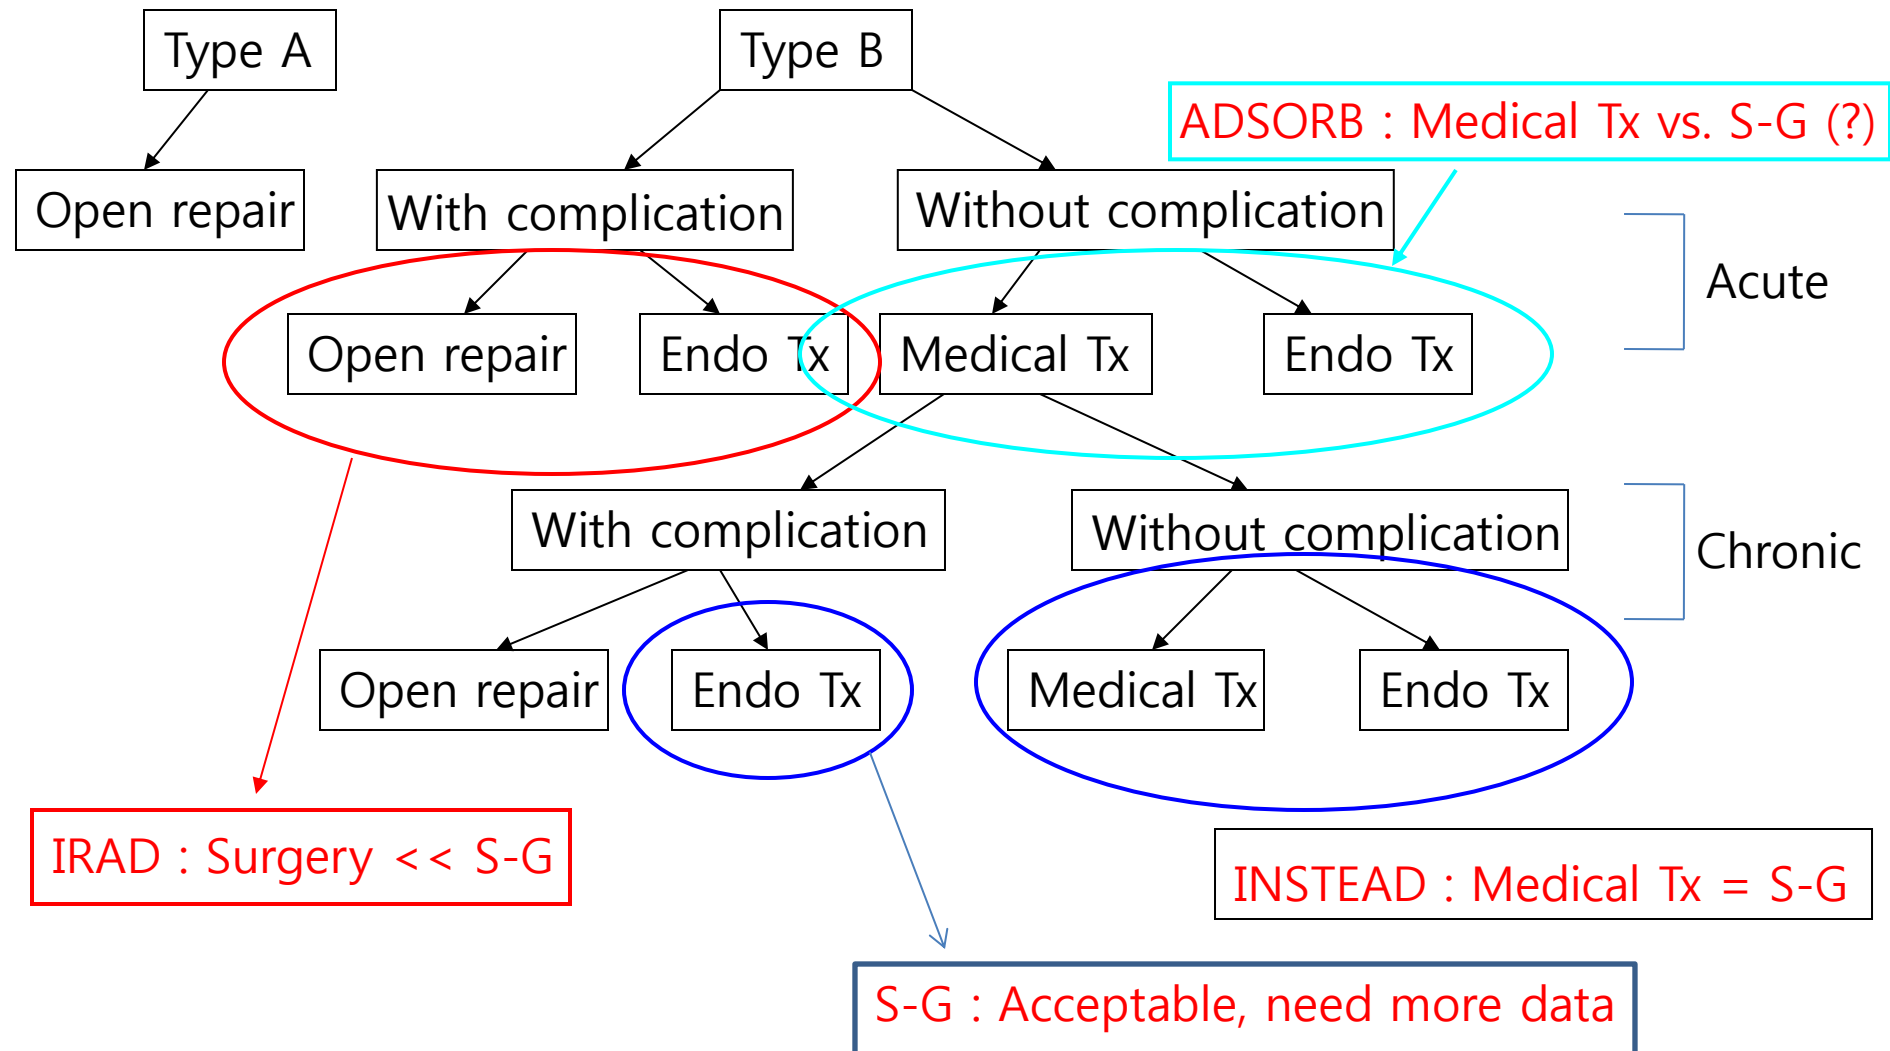 Type A
Type B
ADSORB : Medical Tx vs. S-G (?)
Open repair
With complication
Without complication
Acute
Open repair
Endo Tx
Medical Tx
Endo Tx
With complication
Without complication
Chronic
Open repair
Endo Tx
Medical Tx
Endo Tx
IRAD : Surgery << S-G
INSTEAD : Medical Tx = S-G
S-G : Acceptable, need more data